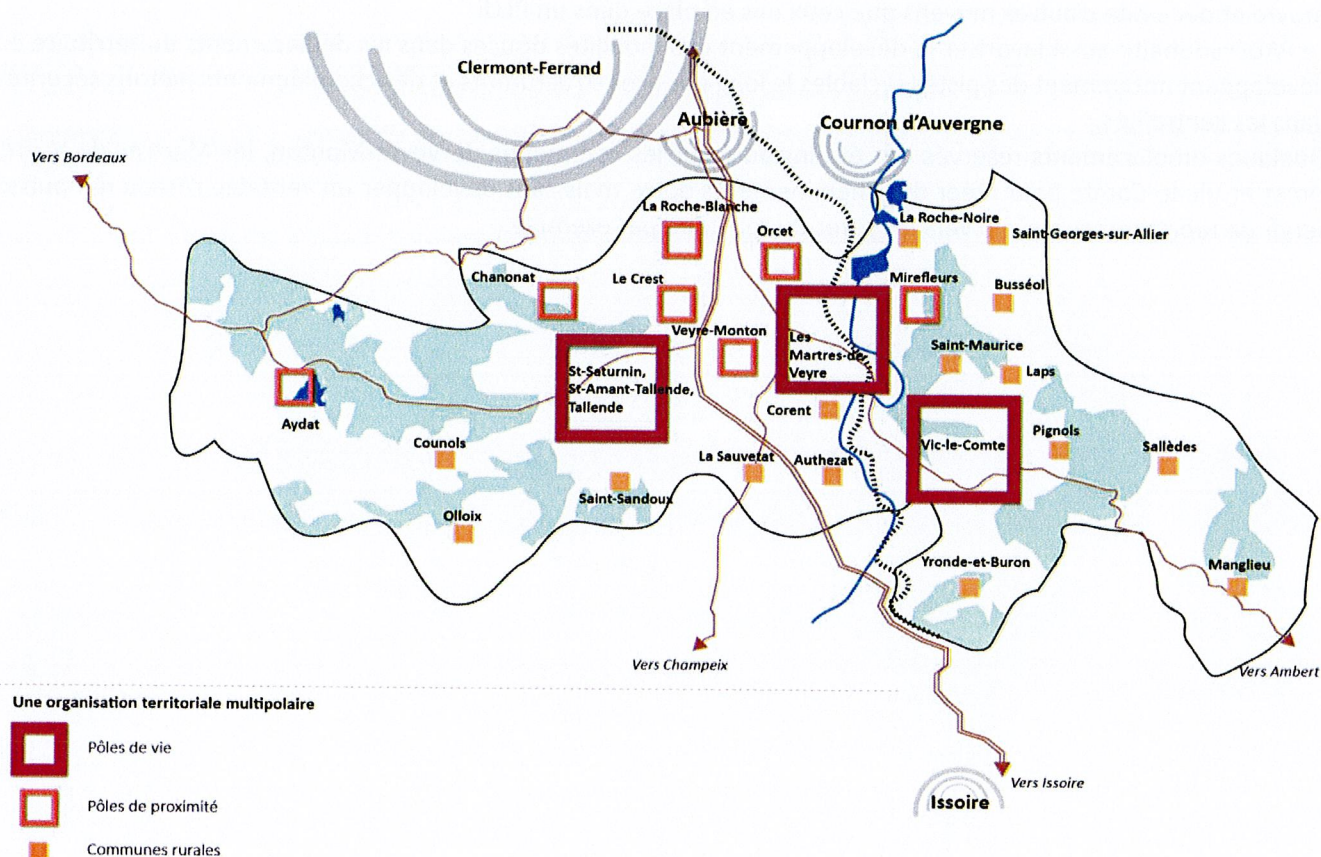 Clermont-Ferrand
Aubière
Cournon d'Auvergne
Vers Bordeaux
La Roche-Blanche
Orcet
La Roche-Noire
Saint-Georges-sur-Allier
Chanonat
Le Crest
Mirefleurs
Busséol
Veyre-Monton
Les
Martres-de-
Veyre
Saint-Maurice
Laps
St-Saturnin,
St-Amant-Tallende,
Tallende
Aydat
Corent
Counols
Vic-le-Comte
Pignols
Sallèdes
La Sauvetat
Authezat
Saint-Sandoux
Olloix
Yronde-et-Buron
Manglieu
Vers Champeix
Vers Ambert
Une organisation territoriale multipolaire
Pôles de vie
Vers Issoire
Issoire
Pôles de proximité
Communes rurales